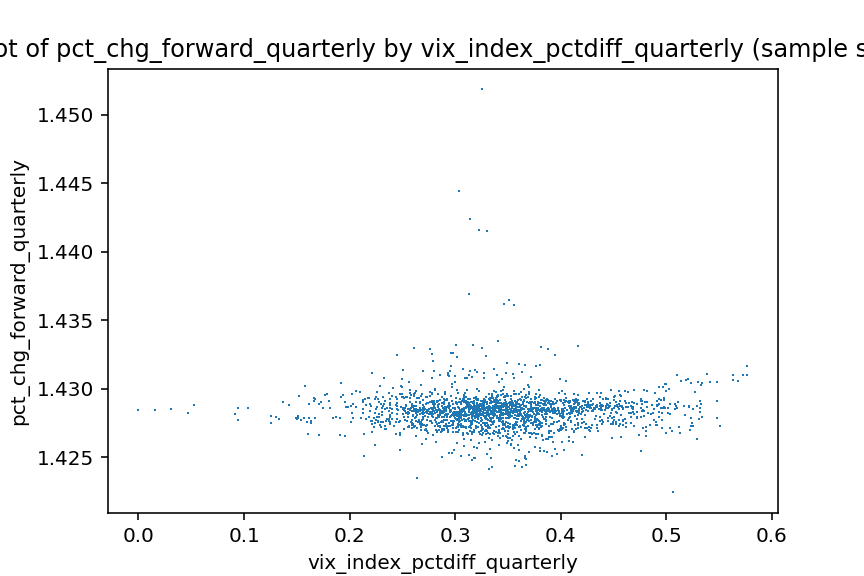 of pct_chg_forward_quarterly by vix_index_pctdiff_quarterly (sample
1.450
1.445
1.440
1.435
1.430
1.425
pct_chg_forward_quarterly
0.0 0.1 0.2 0.3 0.4 0.5 0.6
vix_index_pctdiff_quarterly